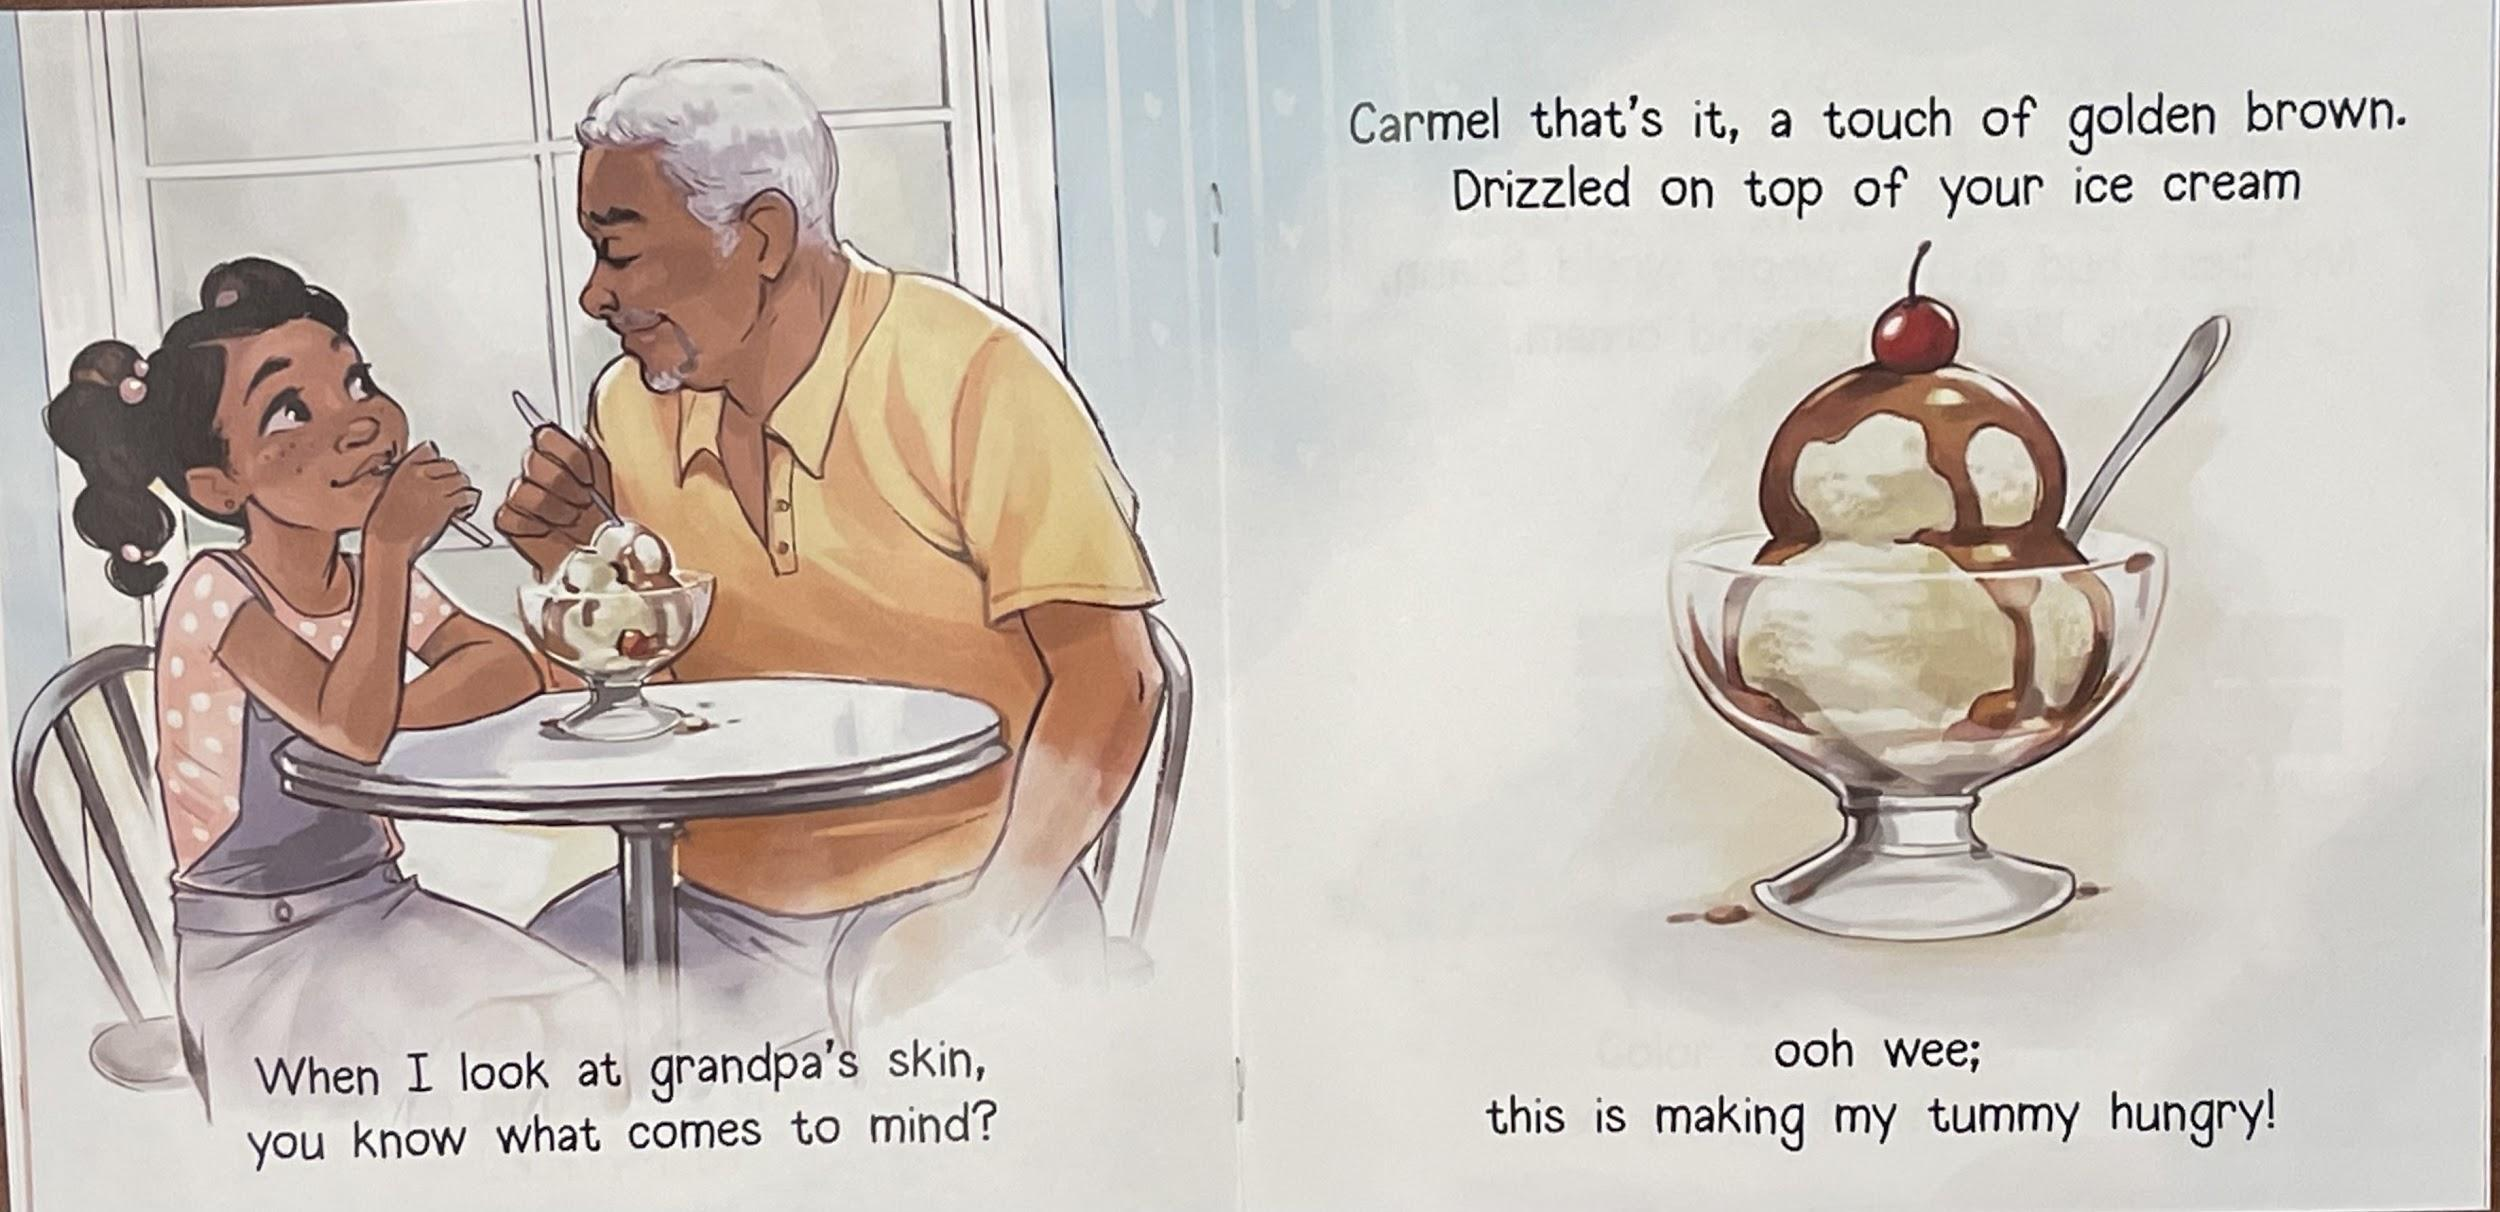 When I look at grandpa's skin,
you know what comes to mind?
Carmel that's it, a touch of golden brown.
Drizzled on top of your ice cream
ooh wee;
this is making my tummy hungry!